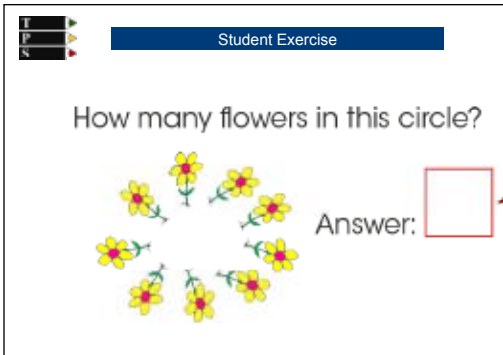 T
P
S
Student Exercise
How many flowers in this circle?
Answer: